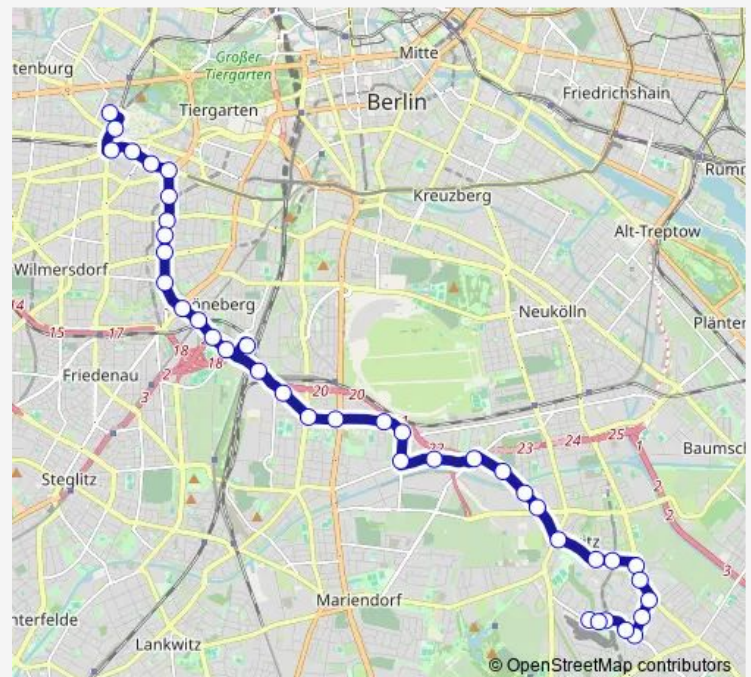 Großer
Tiergarten
Mitte
tenburg
Tiergarten
Berlin
Friedrichshain
Rumm
Kreuzberg
Alt-Treptow
Wilmersdorf
14
15
17
öneberg
Neukölln
Plänter
18
18
Friedenau
2
3
20
20
1
22
23
24
25
1
Baumsch
Steglitz
2
2
tz
3
Mariendorf
nterfelde
Lankwitz
© OpenStreetMap contributors